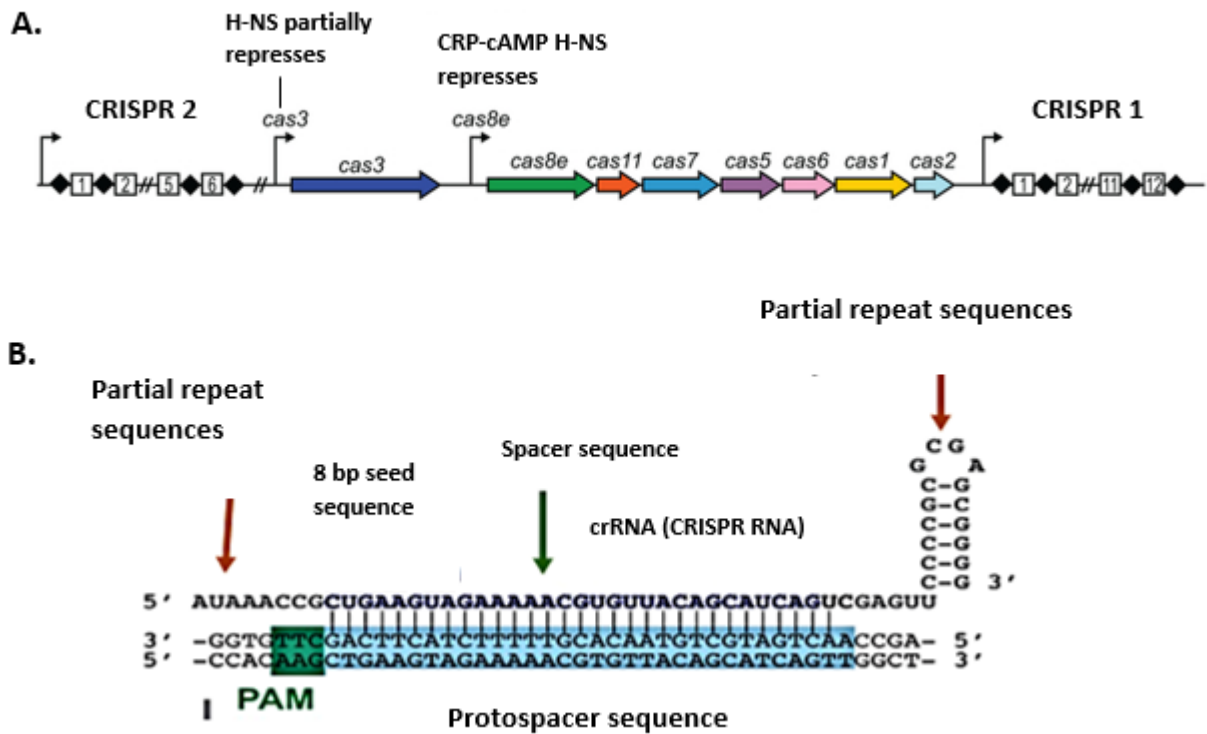 A.
H-NS partially
represses
CRP-cAMP H-NS
represses
CRISPR 2
cas3
cas8e
CRISPR 1
cas3
cas8e cas11 cas7 cas5 cas6 cas1 cas2
1 2 // 5 6 // 1 2 // 11 12
Partial repeat sequences
B.
Partial repeat
sequences
8 bp seed
sequence
Spacer sequence
crRNA (CRISPR RNA)
C G
G A
C–G
G–C
C–G
C–G
C–G
C–G 3′
5′ AUAAACCGCUGAAGUAGAAAAACGUGUUACAGCAUCAGUCGAGUU
3′ -GGTGTTCGACTTCATCTTTTTGCACAATGTCGTAGTCAACCGA- 5′
5′ -CCACAAGCTGAAGTAGAAAAACGTGTTACAGCATCAGTTGGCT- 3′
I PAM
Protospacer sequence